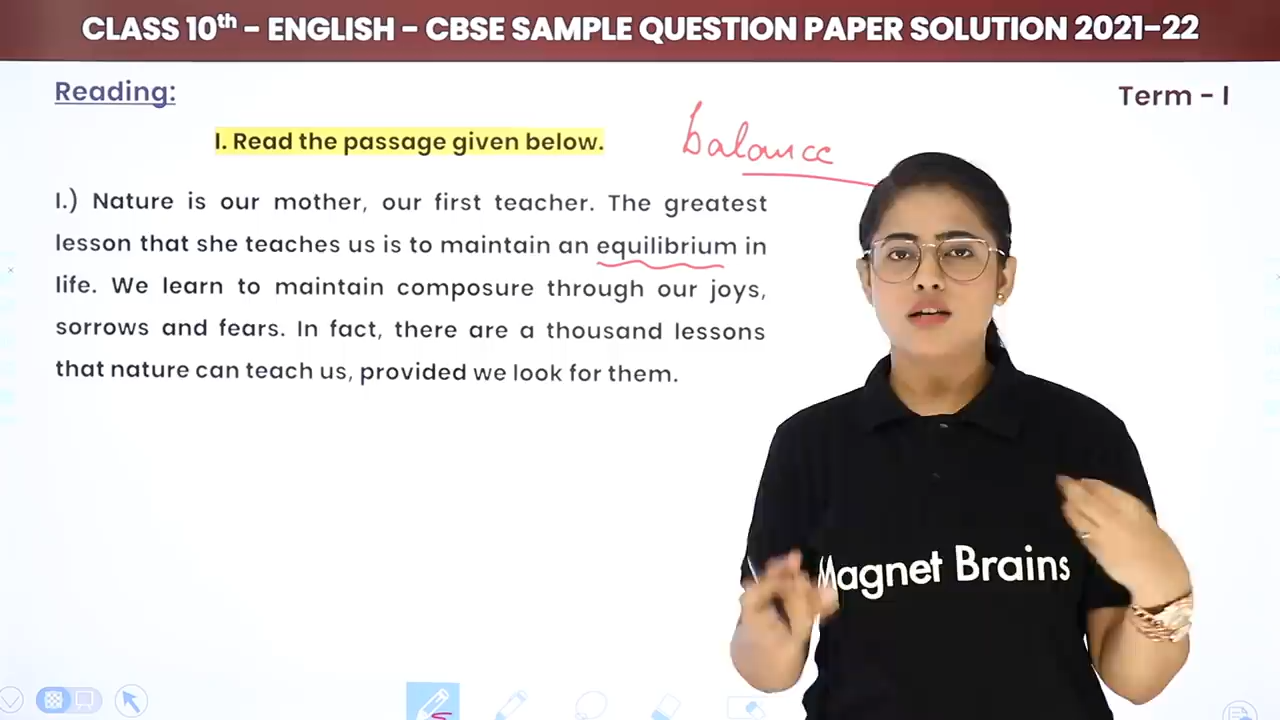 CLASS 10th – ENGLISH – CBSE SAMPLE QUESTION PAPER SOLUTION 2021–22
Reading:
Term – I
I. Read the passage given below.
balance
I.) Nature is our mother, our first teacher. The greatest
lesson that she teaches us is to maintain an equilibrium in
life. We learn to maintain composure through our joys,
sorrows and fears. In fact, there are a thousand lessons
that nature can teach us, provided we look for them.
Magnet Brains